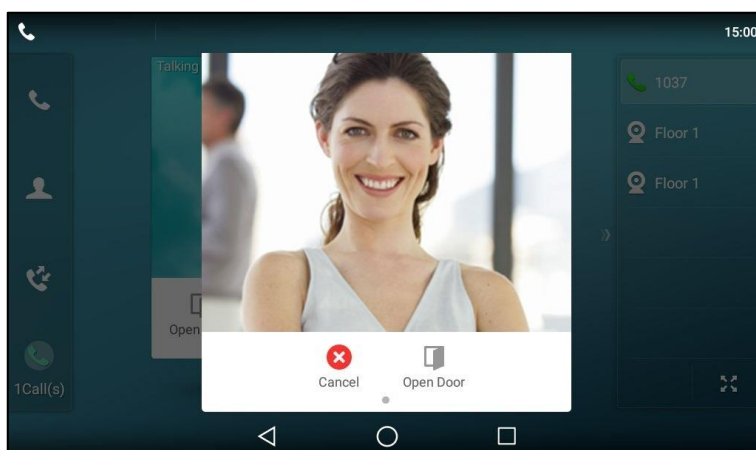 15:00
Talking
1037
Floor 1
Floor 1
Open
Cancel
Open Door
1Call(s)